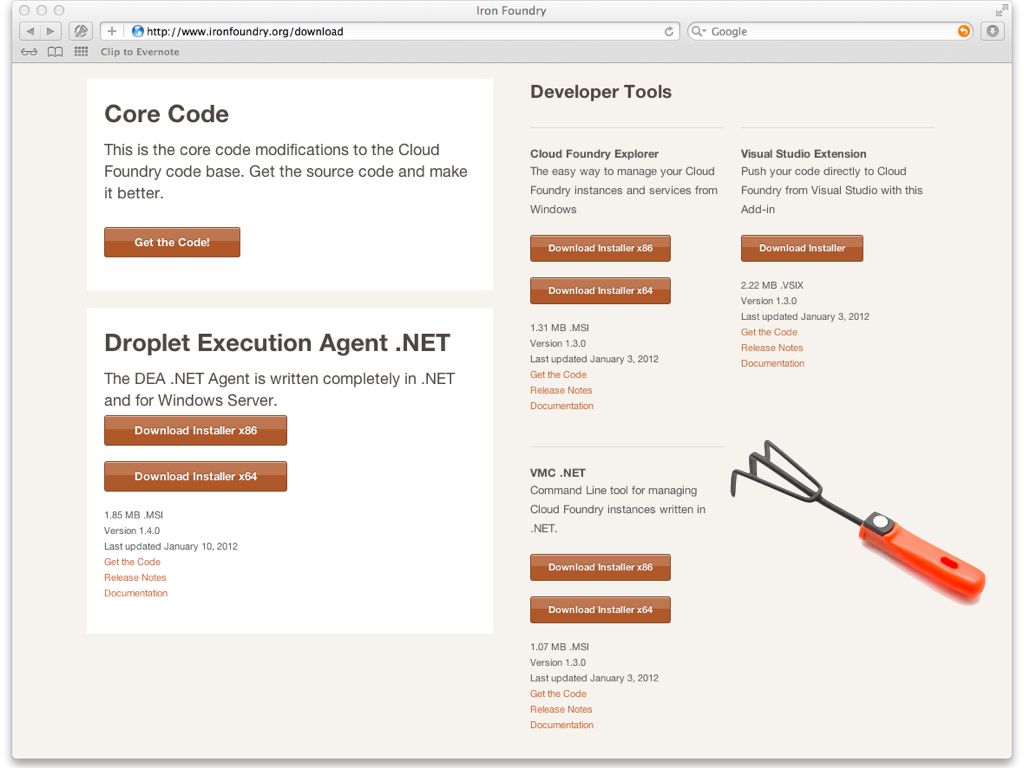 Iron Foundry
http://www.ironfoundry.org/download
Google
Clip to Evernote
Core Code
This is the core code modifications to the Cloud
Foundry code base. Get the source code and make
it better.
Get the Code!
Droplet Execution Agent .NET
The DEA .NET Agent is written completely in .NET
and for Windows Server.
Download Installer x86
Download Installer x64
1.85 MB .MSI
Version 1.4.0
Last updated January 10, 2012
Get the Code
Release Notes
Documentation
Developer Tools
Cloud Foundry Explorer
The easy way to manage your Cloud
Foundry instances and services from
Windows
Download Installer x86
Download Installer x64
1.31 MB .MSI
Version 1.3.0
Last updated January 3, 2012
Get the Code
Release Notes
Documentation
Visual Studio Extension
Push your code directly to Cloud
Foundry from Visual Studio with this
Add-in
Download Installer
2.22 MB .VSIX
Version 1.3.0
Last updated January 3, 2012
Get the Code
Release Notes
Documentation
VMC .NET
Command Line tool for managing
Cloud Foundry instances written in
.NET.
Download Installer x86
Download Installer x64
1.07 MB .MSI
Version 1.3.0
Last updated January 3, 2012
Get the Code
Release Notes
Documentation